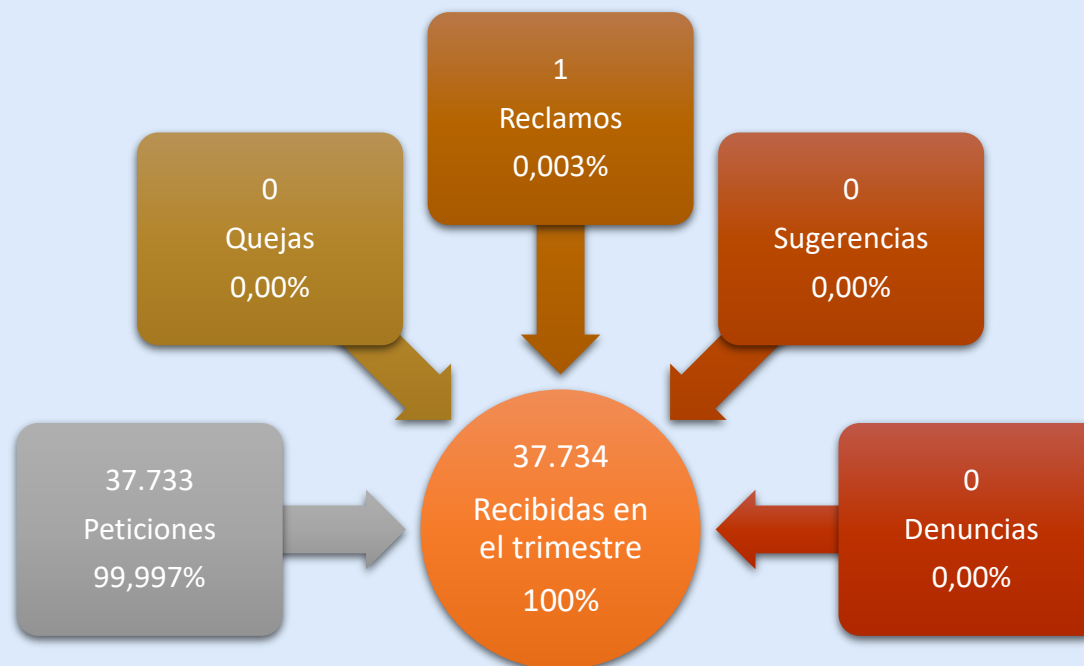 1
Reclamos
0,003%
0
Quejas
0,00%
0
Sugerencias
0,00%
37.733
Peticiones
99,997%
37.734
Recibidas en
el trimestre
100%
0
Denuncias
0,00%